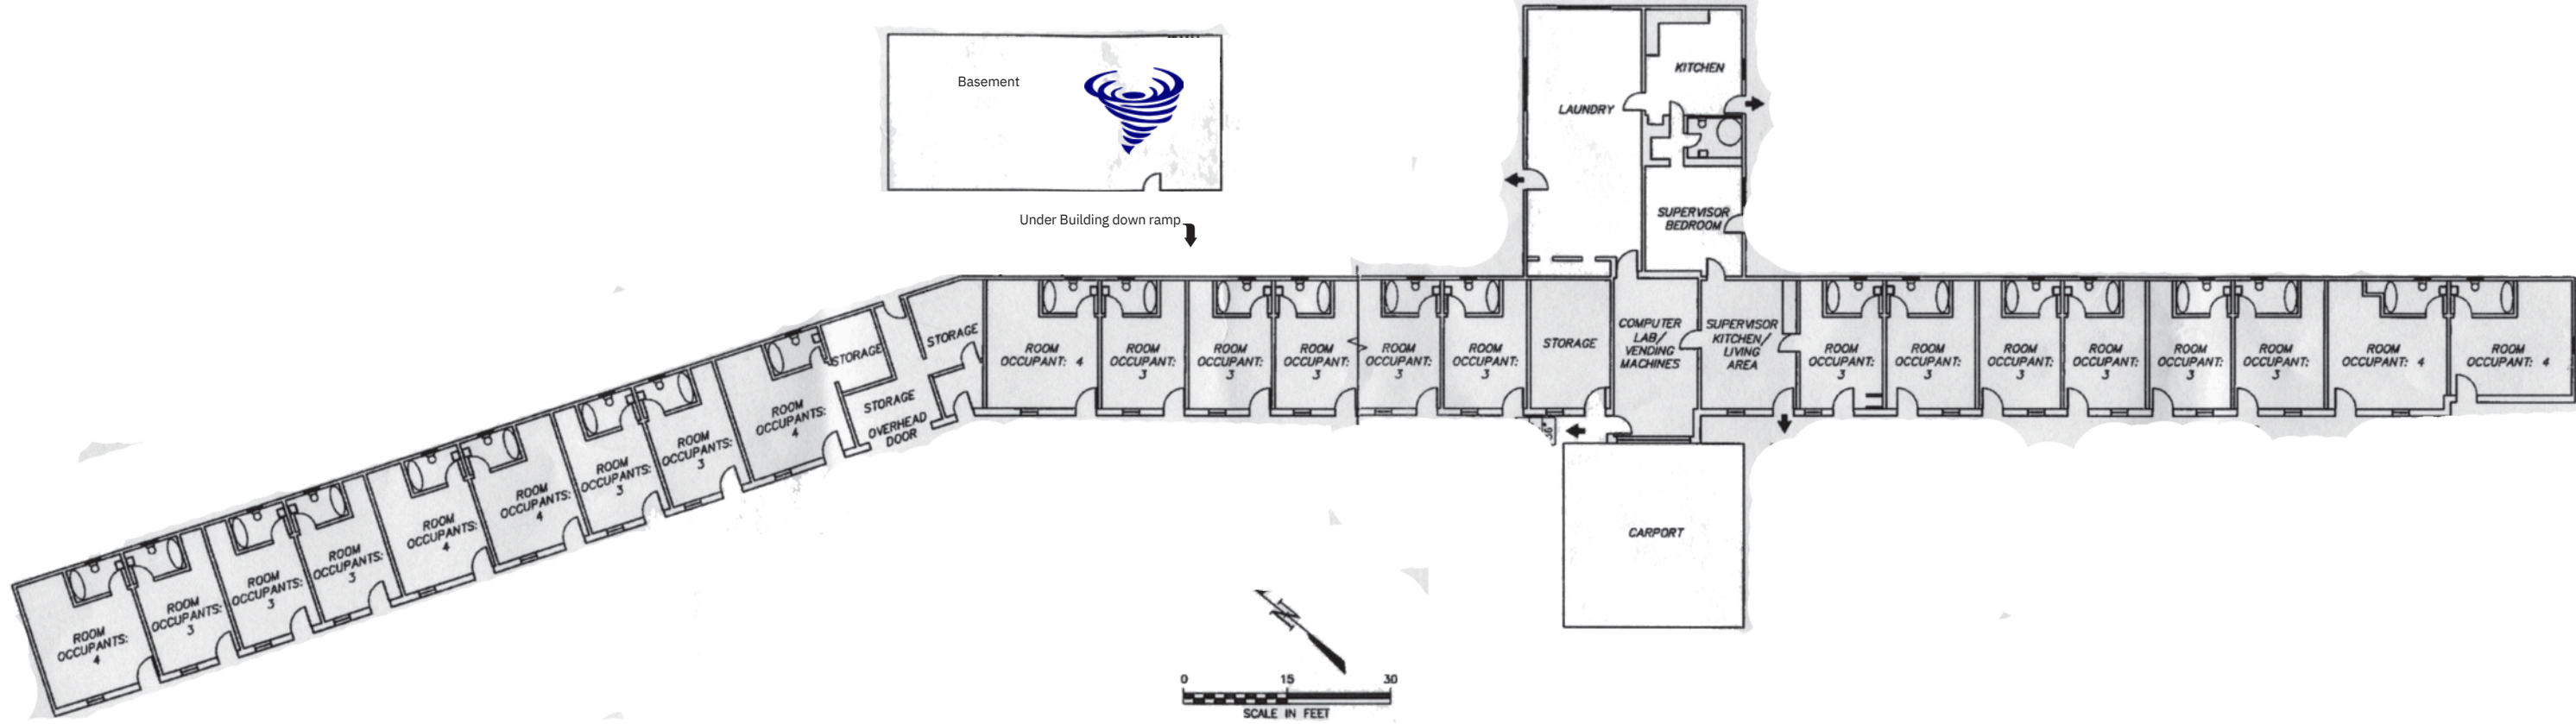 Basement
Under Building down ramp
LAUNDRY
KITCHEN
SUPERVISOR
BEDROOM
ROOM
OCCUPANTS:
4
ROOM
OCCUPANTS:
3
ROOM
OCCUPANTS:
3
ROOM
OCCUPANTS:
3
ROOM
OCCUPANTS:
4
ROOM
OCCUPANTS:
4
ROOM
OCCUPANTS:
3
ROOM
OCCUPANTS:
3
ROOM
OCCUPANTS:
4
STORAGE
STORAGE
OVERHEAD
DOOR
STORAGE
ROOM
OCCUPANT: 4
ROOM
OCCUPANT:
3
ROOM
OCCUPANT:
3
ROOM
OCCUPANT:
3
ROOM
OCCUPANT:
3
ROOM
OCCUPANT:
3
STORAGE
COMPUTER
LAB/
VENDING
MACHINES
SUPERVISOR
KITCHEN/
LIVING
AREA
ROOM
OCCUPANT:
3
ROOM
OCCUPANT:
3
ROOM
OCCUPANT:
3
ROOM
OCCUPANT:
3
ROOM
OCCUPANT:
3
ROOM
OCCUPANT:
3
ROOM
OCCUPANT: 4
ROOM
OCCUPANT: 4
CARPORT
N
0 15 30
SCALE IN FEET